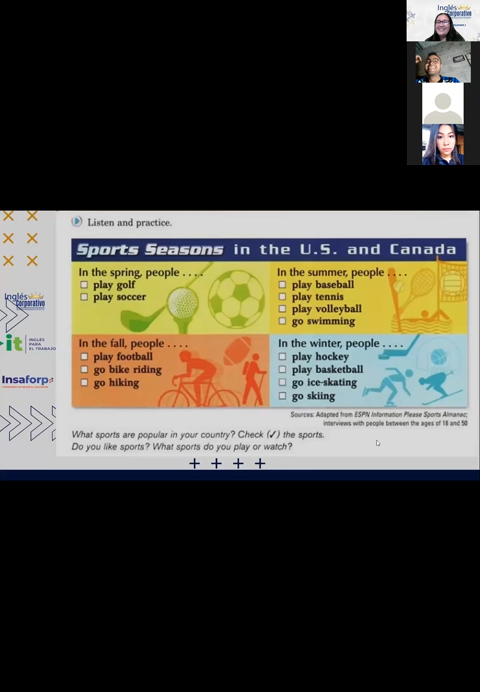 Inglés
Corporativo
Listen and practice.
Sports Seasons in the U.S. and Canada
In the spring, people . . . .
play golf
play soccer
In the summer, people . . . .
play baseball
play tennis
play volleyball
go swimming
In the fall, people . . . .
play football
go bike riding
go hiking
In the winter, people . . . .
play hockey
play basketball
go ice-skating
go skiing
Sources: Adapted from ESPN Information Please Sports Almanac;
interviews with people between the ages of 18 and 50
What sports are popular in your country? Check (✓) the sports.
Do you like sports? What sports do you play or watch?
Inglés
Corporativo
it
INGLÉS
PARA
EL TRABAJO
Insaforp